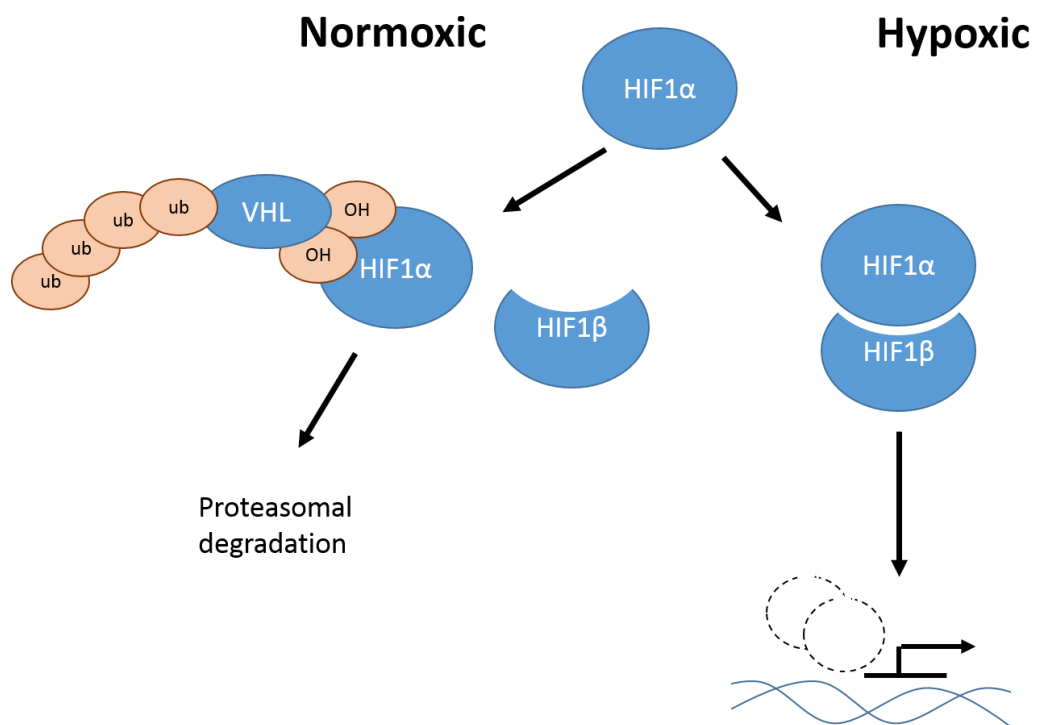 Normoxic
Hypoxic
HIF1α
ub
ub
ub
ub
VHL
OH
OH
HIF1α
HIF1β
HIF1α
HIF1β
Proteasomal
degradation